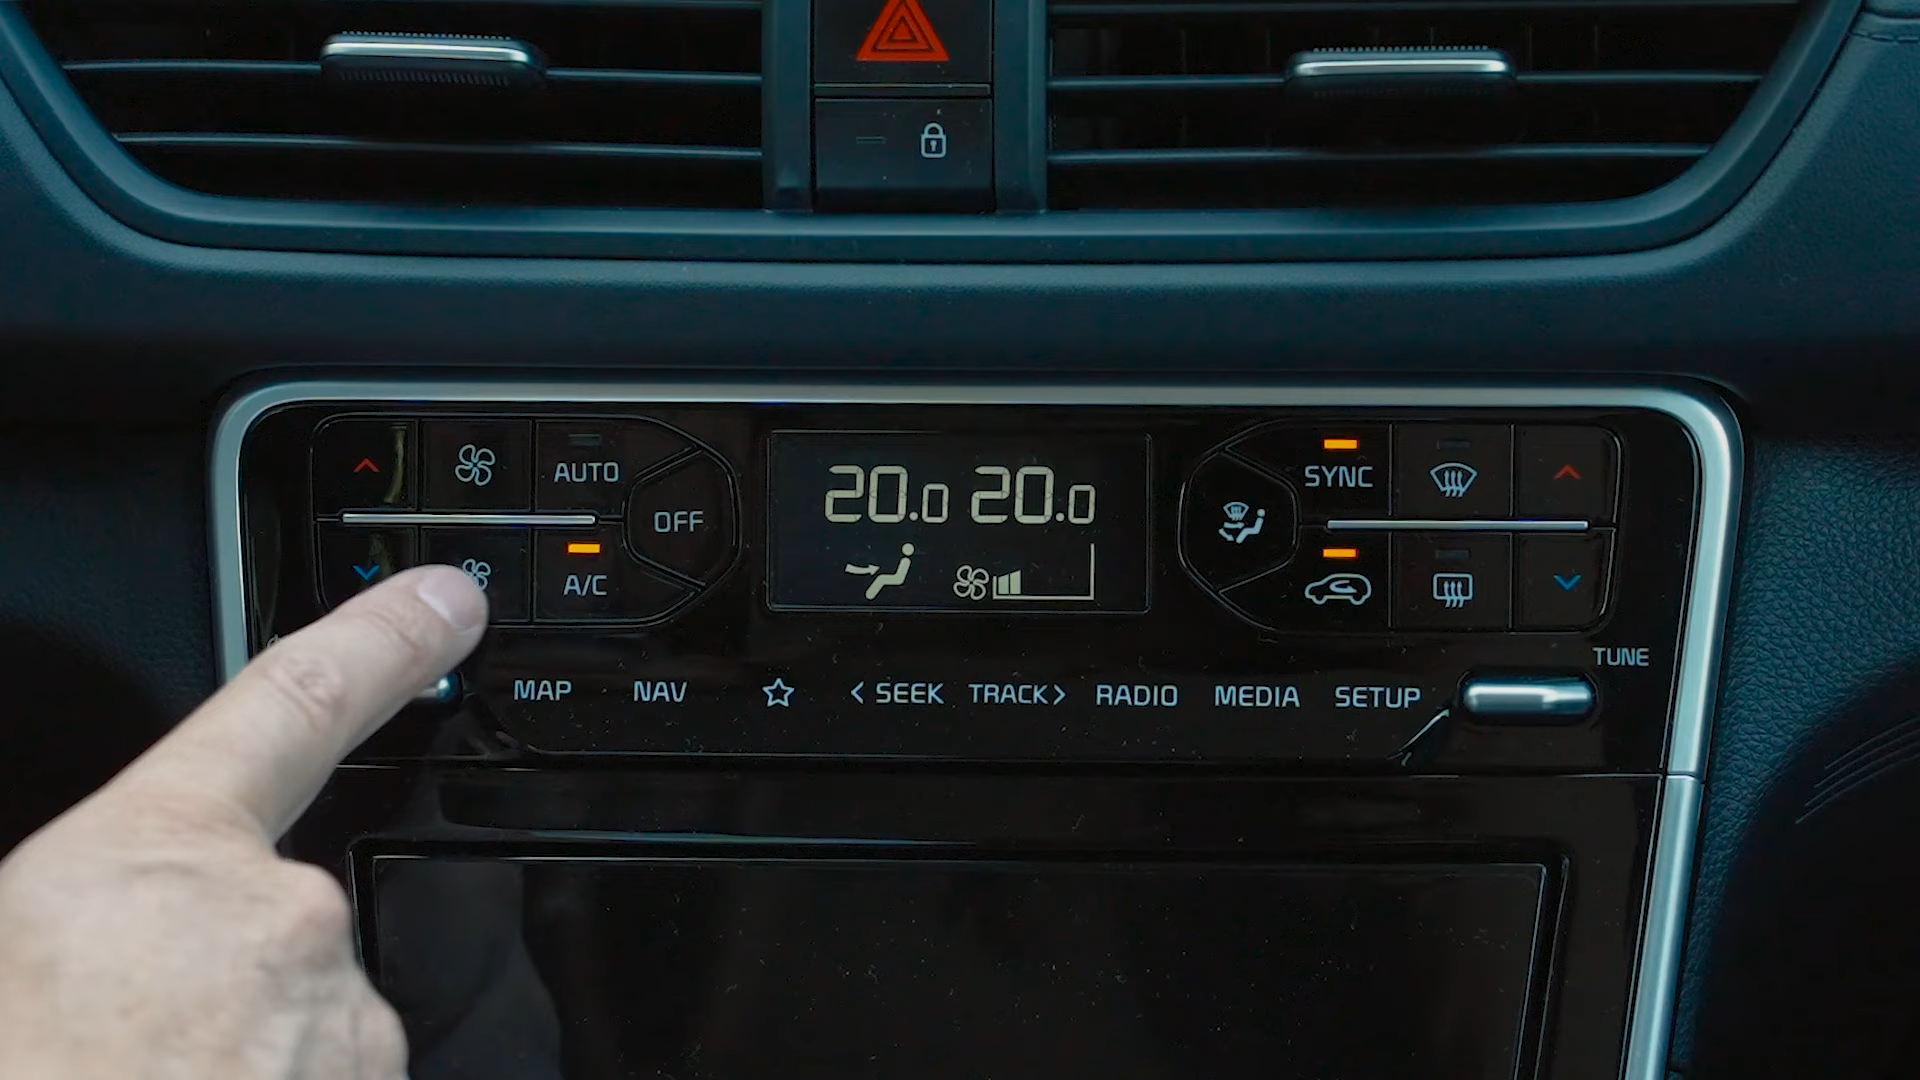 AUTO
OFF
A/C
20.0 20.0
SYNC
TUNE
MAP NAV < SEEK TRACK > RADIO MEDIA SETUP